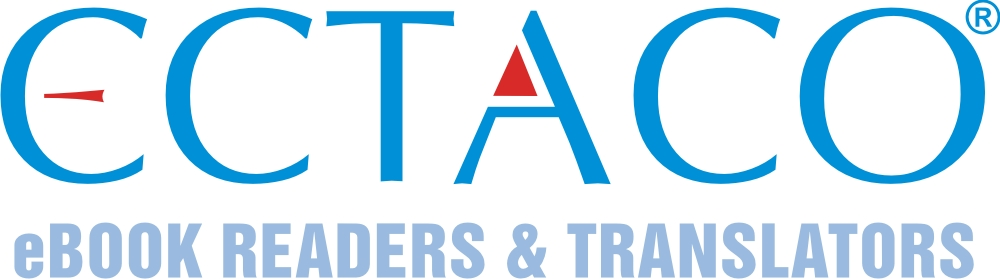 ECTACO®
eBOOK READERS & TRANSLATORS